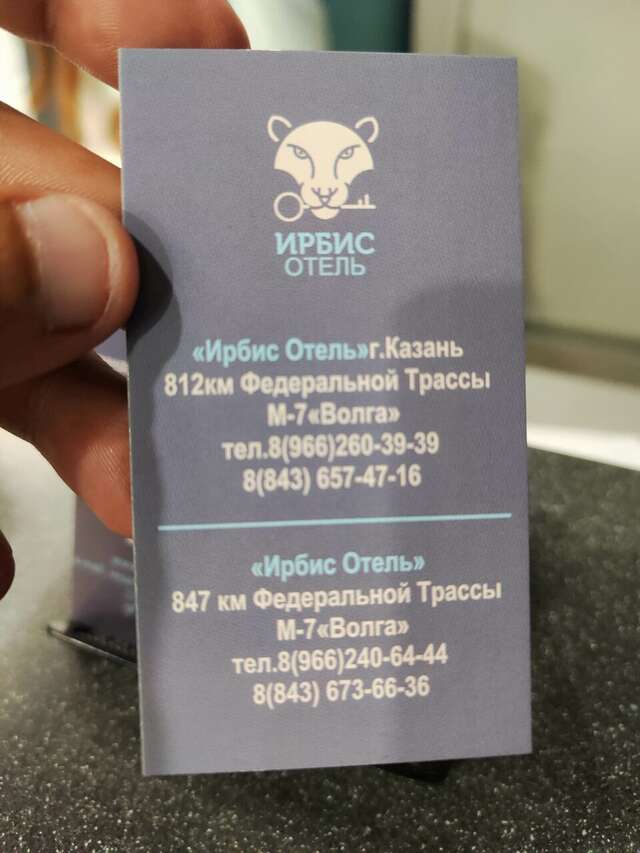 ИРБИС
ОТЕЛЬ
«Ирбис Отель»г.Казань
812км Федеральной Трассы
М-7«Волга»
тел.8(966)260-39-39
8(843) 657-47-16
«Ирбис Отель»
847 км Федеральной Трассы
М-7«Волга»
тел.8(966)240-64-44
8(843) 673-66-36